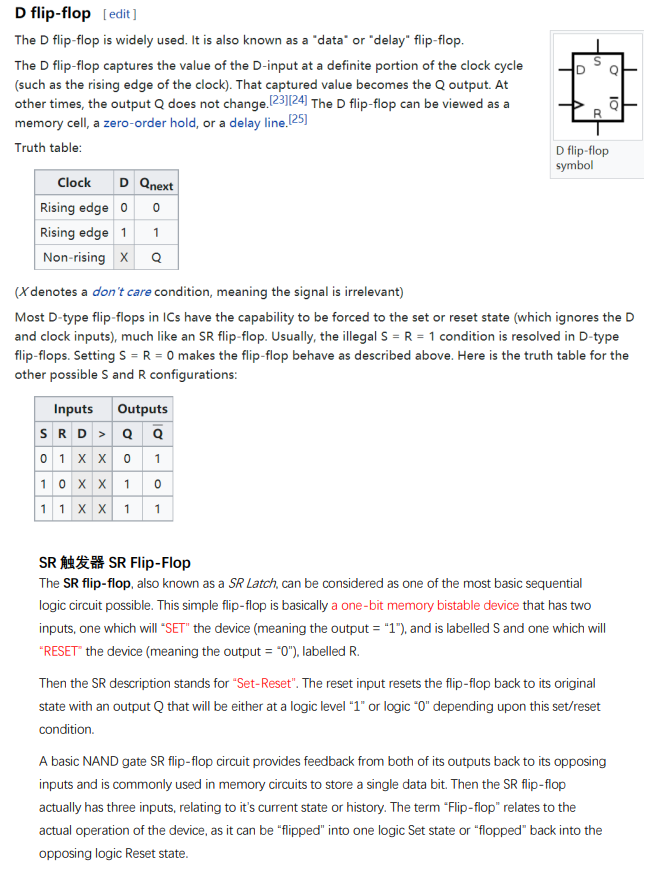 D flip-flop [edit]
The D flip-flop is widely used. It is also known as a "data" or "delay" flip-flop.
The D flip-flop captures the value of the D-input at a definite portion of the clock cycle
(such as the rising edge of the clock). That captured value becomes the Q output. At
other times, the output Q does not change.[23][24] The D flip-flop can be viewed as a
memory cell, a zero-order hold, or a delay line.[25]
D S Q
R Q̅
D flip-flop
symbol
Truth table:
Clock D Qnext
Rising edge 0 0
Rising edge 1 1
Non-rising X Q
(X denotes a don't care condition, meaning the signal is irrelevant)
Most D-type flip-flops in ICs have the capability to be forced to the set or reset state (which ignores the D
and clock inputs), much like an SR flip-flop. Usually, the illegal S = R = 1 condition is resolved in D-type
flip-flops. Setting S = R = 0 makes the flip-flop behave as described above. Here is the truth table for the
other possible S and R configurations:
Inputs Outputs
S R D > Q Q̅
0 1 X X 0 1
1 0 X X 1 0
1 1 X X 1 1
SR 触发器 SR Flip-Flop
The SR flip-flop, also known as a SR Latch, can be considered as one of the most basic sequential
logic circuit possible. This simple flip-flop is basically a one-bit memory bistable device that has two
inputs, one which will “SET” the device (meaning the output = “1”), and is labelled S and one which will
“RESET” the device (meaning the output = “0”), labelled R.
Then the SR description stands for “Set-Reset”. The reset input resets the flip-flop back to its original
state with an output Q that will be either at a logic level “1” or logic “0” depending upon this set/reset
condition.
A basic NAND gate SR flip-flop circuit provides feedback from both of its outputs back to its opposing
inputs and is commonly used in memory circuits to store a single data bit. Then the SR flip-flop
actually has three inputs, relating to it’s current state or history. The term “Flip-flop” relates to the
actual operation of the device, as it can be “flipped” into one logic Set state or “flopped” back into the
opposing logic Reset state.